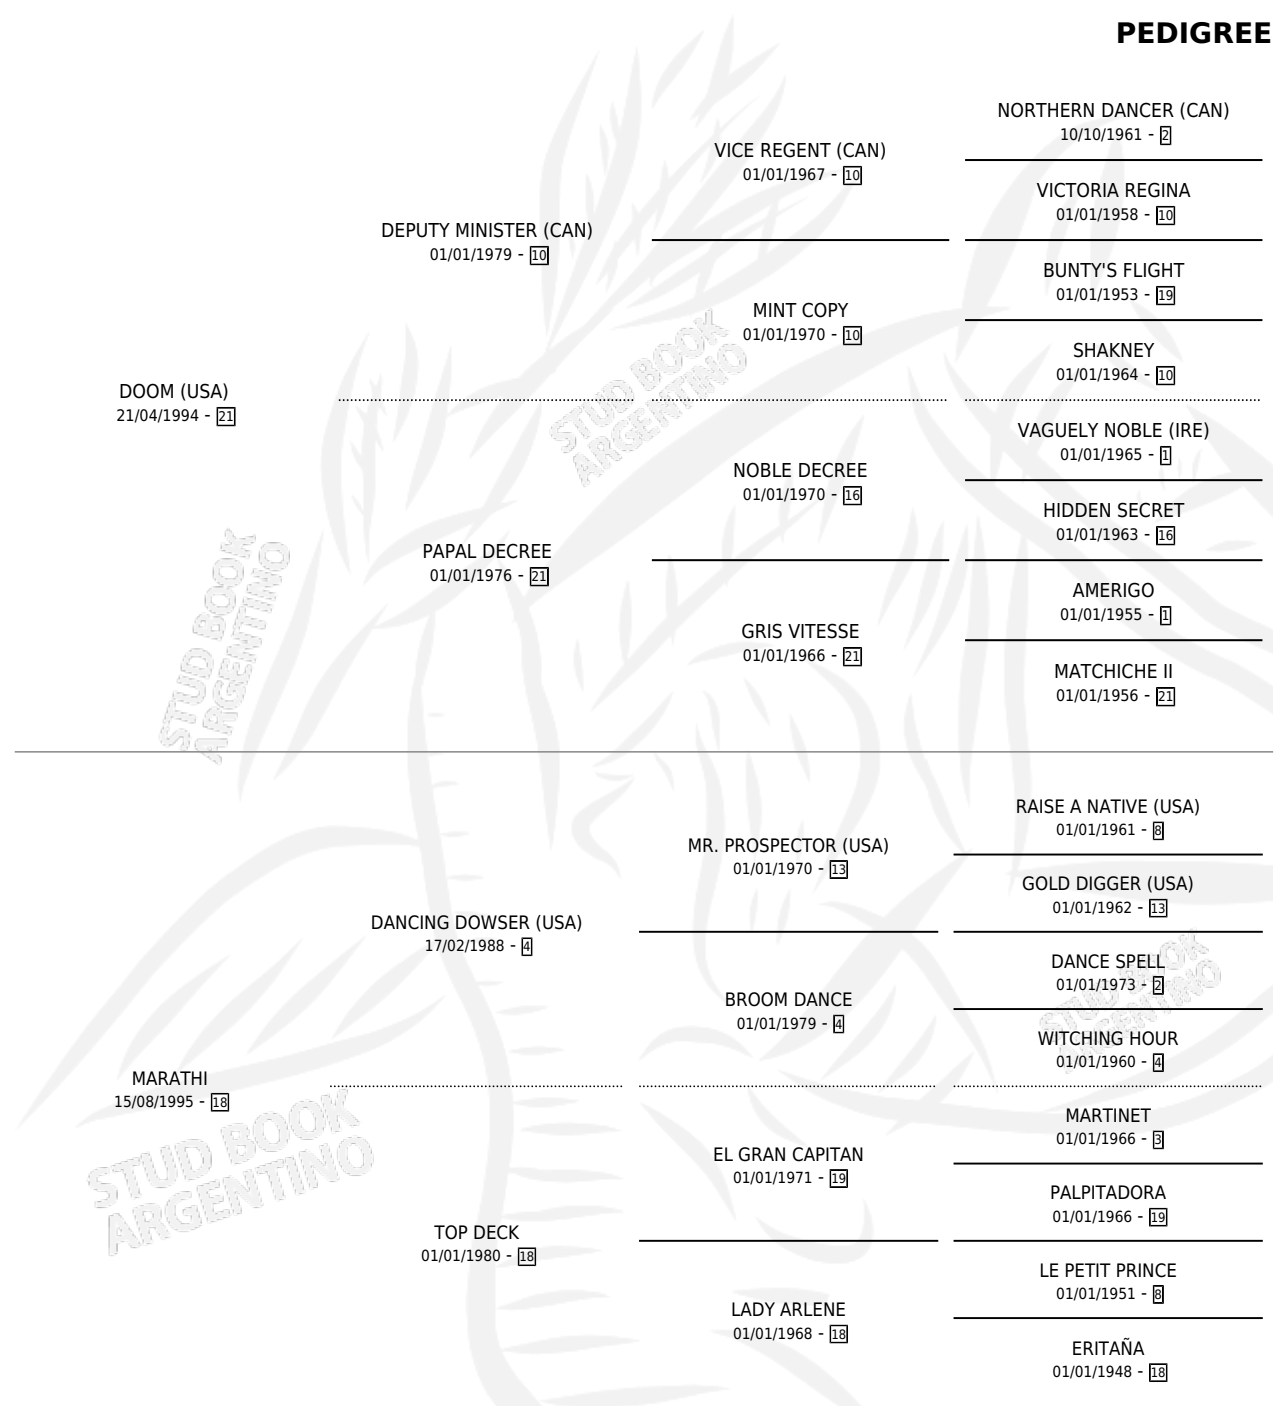 PEDIGREE
NORTHERN DANCER (CAN)
10/10/1961 - 2
VICE REGENT (CAN)
01/01/1967 - 10
VICTORIA REGINA
01/01/1958 - 10
DEPUTY MINISTER (CAN)
01/01/1979 - 10
BUNTY'S FLIGHT
01/01/1953 - 19
MINT COPY
01/01/1970 - 10
SHAKNEY
01/01/1964 - 10
DOOM (USA)
21/04/1994 - 21
VAGUELY NOBLE (IRE)
01/01/1965 - 1
NOBLE DECREE
01/01/1970 - 16
HIDDEN SECRET
01/01/1963 - 16
PAPAL DECREE
01/01/1976 - 21
AMERIGO
01/01/1955 - 1
GRIS VITESSE
01/01/1966 - 21
MATCHICHE II
01/01/1956 - 21
STUD BOOK
ARGENTINO
STUD BOOK
ARGENTINO
RAISE A NATIVE (USA)
01/01/1961 - 8
MR. PROSPECTOR (USA)
01/01/1970 - 13
GOLD DIGGER (USA)
01/01/1962 - 13
DANCING DOWSER (USA)
17/02/1988 - 4
DANCE SPELL
01/01/1973 - 2
BROOM DANCE
01/01/1979 - 4
WITCHING HOUR
01/01/1960 - 4
MARATHI
15/08/1995 - 18
MARTINET
01/01/1966 - 3
EL GRAN CAPITAN
01/01/1971 - 19
PALPITADORA
01/01/1966 - 19
TOP DECK
01/01/1980 - 18
LE PETIT PRINCE
01/01/1951 - 8
LADY ARLENE
01/01/1968 - 18
ERITAÑA
01/01/1948 - 18
STUD BOOK
ARGENTINO
STUD BOOK
ARGENTINO